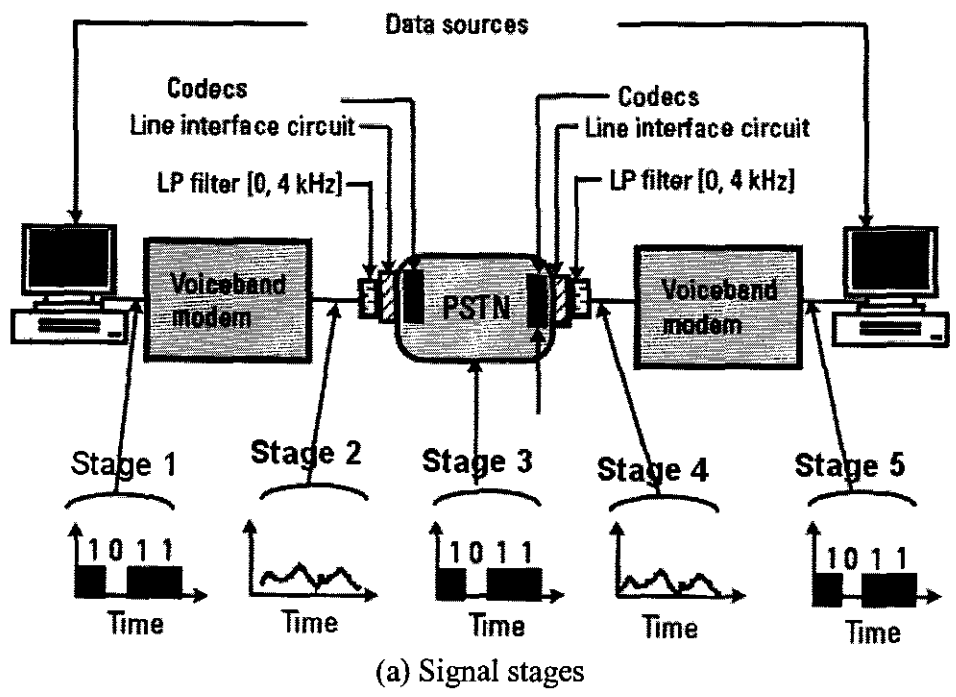 Data sources
Codecs
Codecs
Line interface circuit
Line interface circuit
LP filter [0, 4 kHz]
LP filter [0, 4 kHz]
Voiceband
modem
PSTN
Voiceband
modem
Stage 1
Stage 2
Stage 3
Stage 4
Stage 5
1 0 1 1
1 0 1 1
1 0 1 1
Time
Time
Time
Time
Time
(a) Signal stages